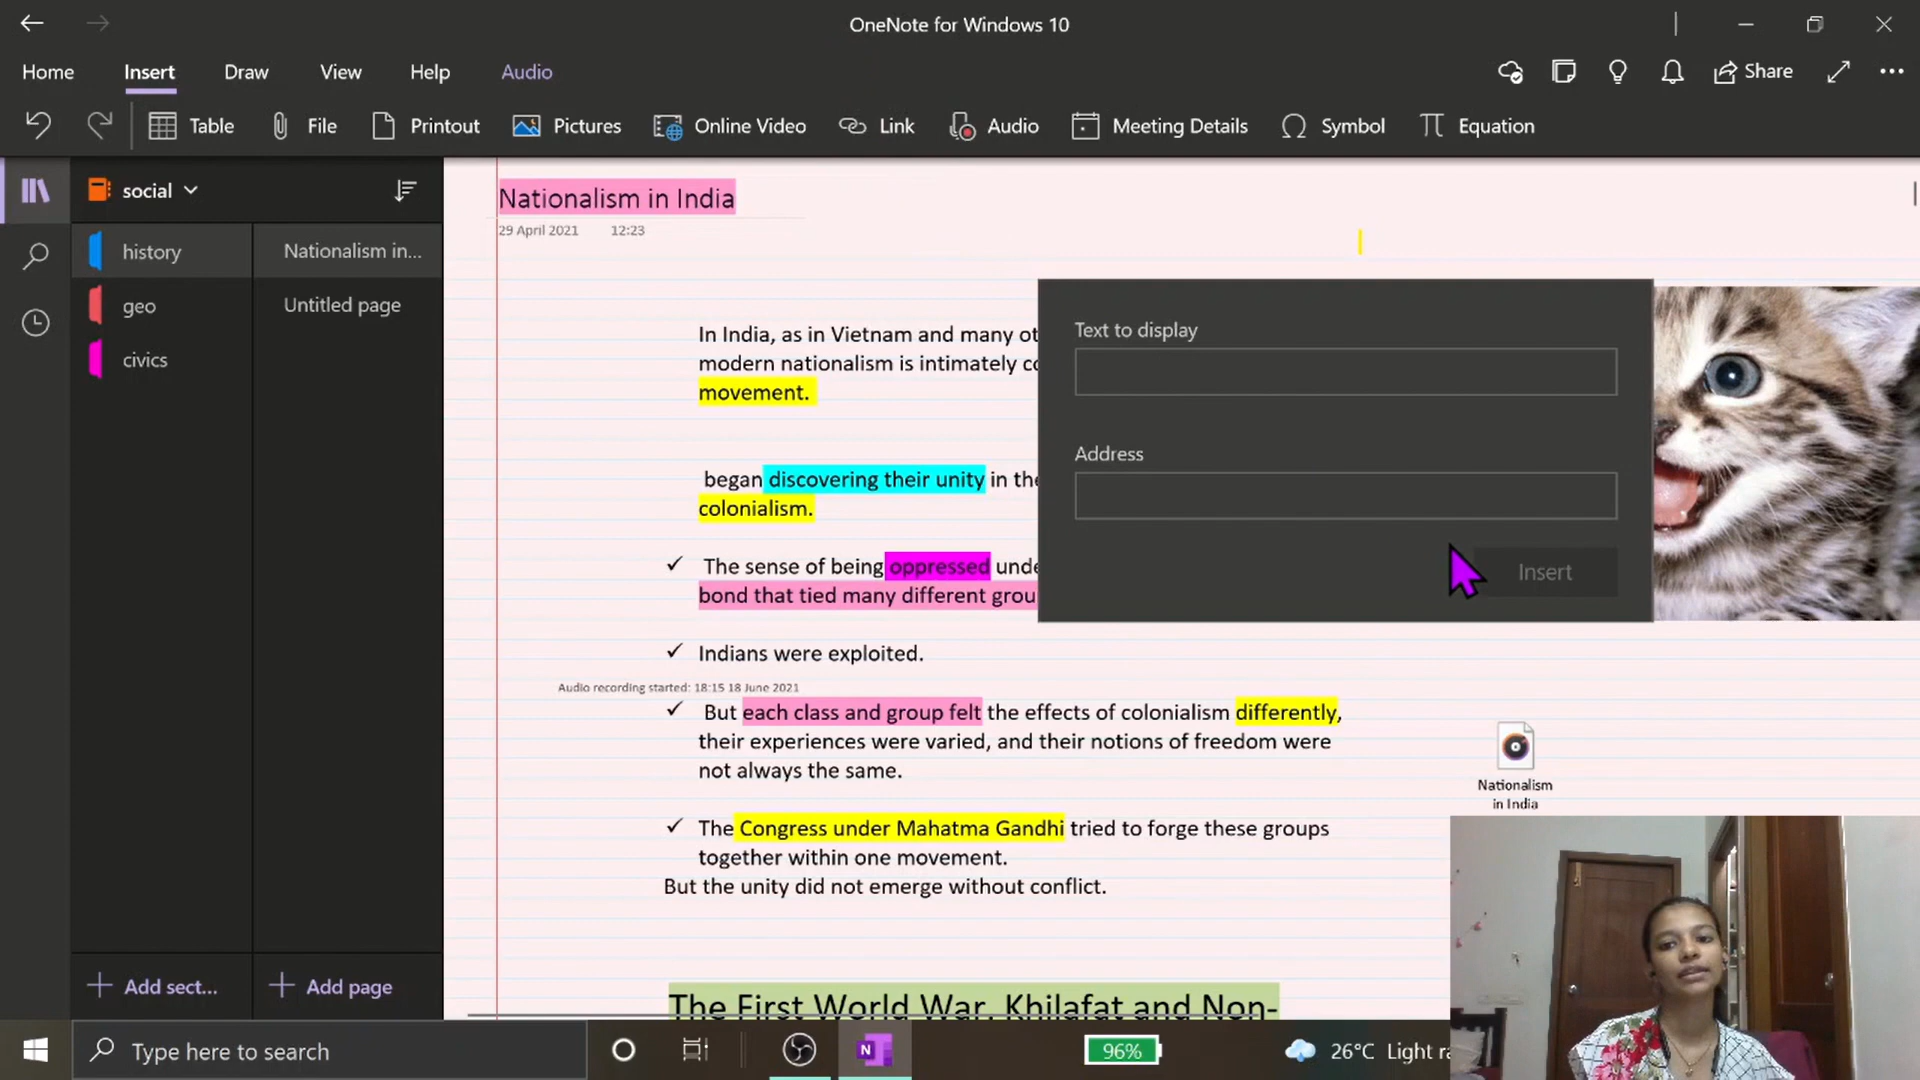 OneNote for Windows 10
Home Insert Draw View Help Audio Share
Table File Printout Pictures Online Video Link Audio Meeting Details Symbol Equation
social
history
geo
civics
Nationalism in...
Untitled page
Nationalism in India
29 April 2021 12:23
In India, as in Vietnam and many
modern nationalism is intimately
movement.
began discovering their unity in
colonialism.
✓ The sense of being oppressed
bond that tied many different
✓ Indians were exploited.
Audio recording started: 18:15 18 June 2021
✓ But each class and group felt the effects of colonialism differently,
their experiences were varied, and their notions of freedom were
not always the same.
✓ The Congress under Mahatma Gandhi tried to forge these groups
together within one movement.
But the unity did not emerge without conflict.
The First World War, Khilafat and Non-
Text to display
Address
Insert
Nationalism
in India
Add sect...
Add page
Type here to search
N
96%
26°C Light